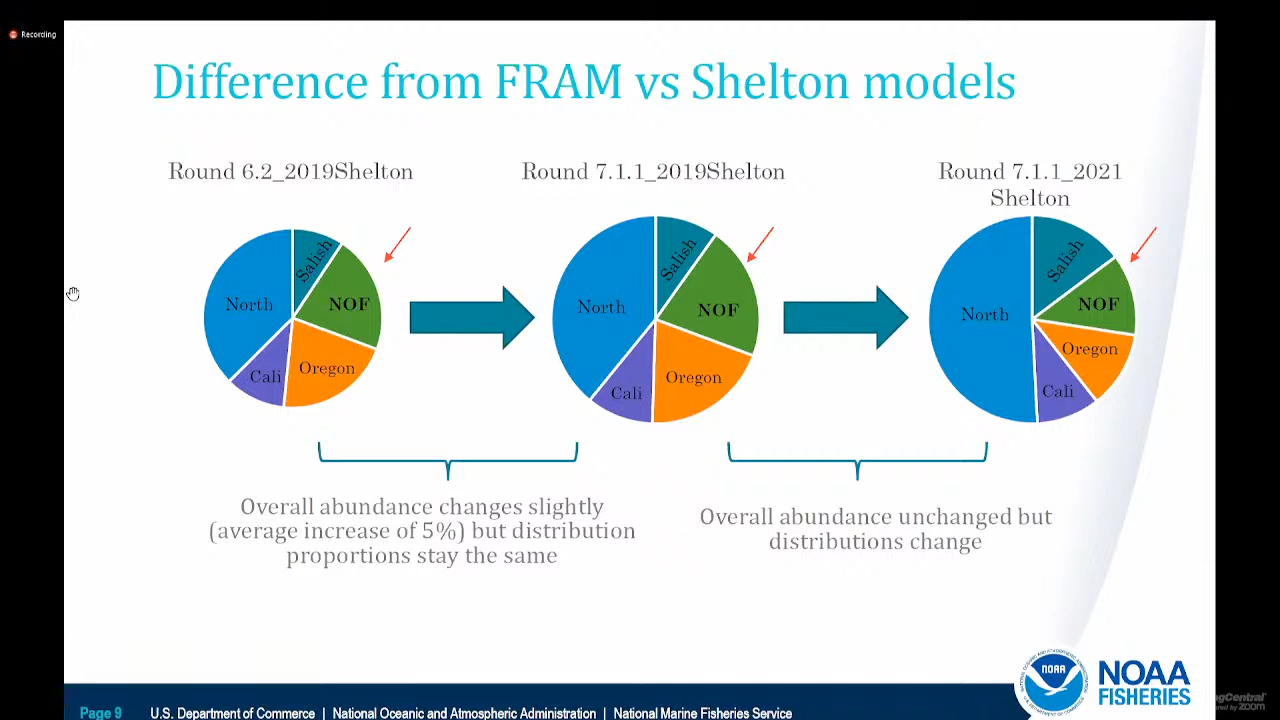 Recording
Difference from FRAM vs Shelton models
Round 6.2_2019Shelton
Round 7.1.1_2019Shelton
Round 7.1.1_2021
Shelton
Salish
North
NOF
Oregon
Cali
Salish
North
NOF
Oregon
Cali
Salish
North
NOF
Oregon
Cali
Overall abundance changes slightly
(average increase of 5%) but distribution
proportions stay the same
Overall abundance unchanged but
distributions change
NOAA
NOAA
FISHERIES
Page 9
U.S. Department of Commerce | National Oceanic and Atmospheric Administration | National Marine Fisheries Service
zoom